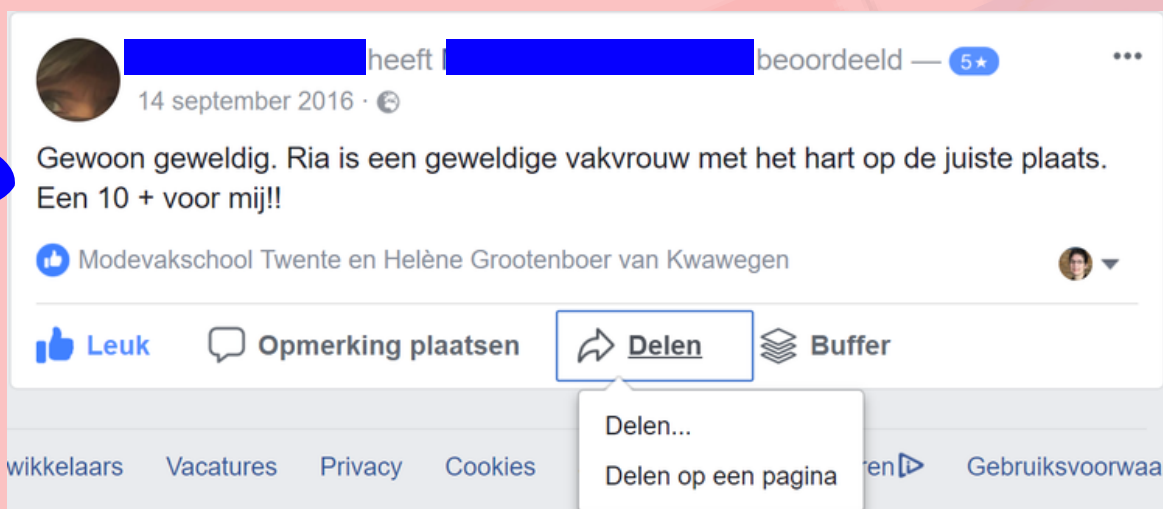 heeft beoordeeld — 5★
14 september 2016
Gewoon geweldig. Ria is een geweldige vakvrouw met het hart op de juiste plaats.
Een 10 + voor mij!!
Modevakschool Twente en Helène Grootenboer van Kwawegen
Leuk Opmerking plaatsen Delen Buffer
Delen...
wikkelaars Vacatures Privacy Cookies ren Gebruiksvoorwaa
Delen op een pagina